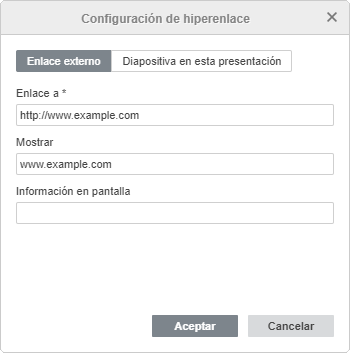 Configuración de hiperenlace
Enlace externo Diapositiva en esta presentación
Enlace a *
http://www.example.com
Mostrar
www.example.com
Información en pantalla
Aceptar Cancelar